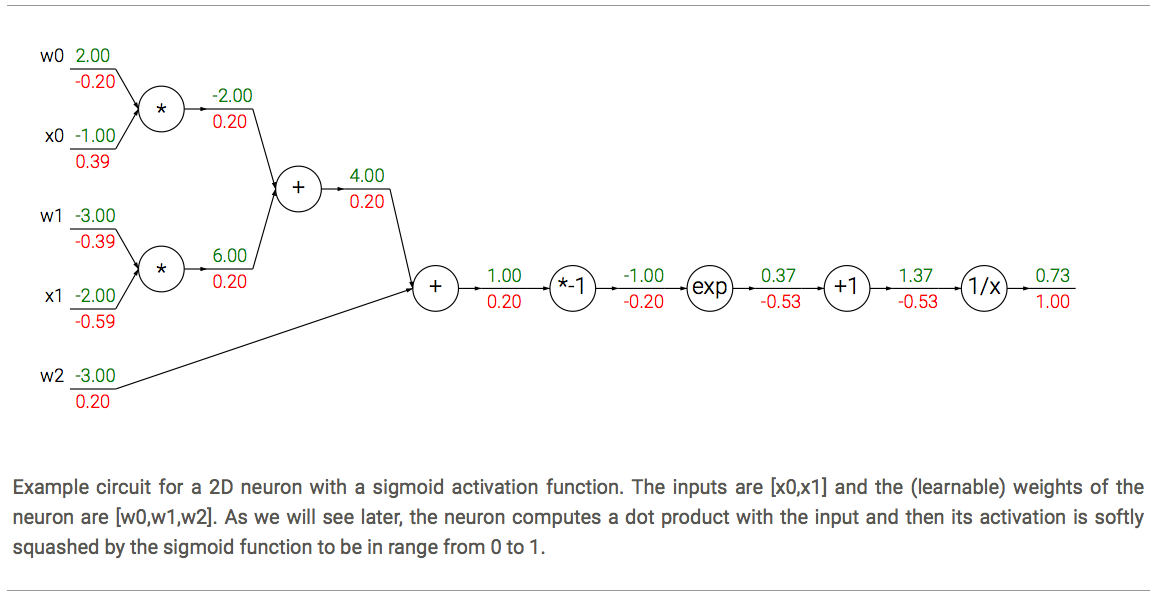 w0 2.00
-0.20
*
-2.00
0.20
x0 -1.00
0.39
+
4.00
0.20
w1 -3.00
-0.39
*
6.00
0.20
x1 -2.00
-0.59
+
1.00
0.20
*-1
-1.00
-0.20
exp
0.37
-0.53
+1
1.37
-0.53
1/x
0.73
1.00
w2 -3.00
0.20
Example circuit for a 2D neuron with a sigmoid activation function. The inputs are [x0,x1] and the (learnable) weights of the
neuron are [w0,w1,w2]. As we will see later, the neuron computes a dot product with the input and then its activation is softly
squashed by the sigmoid function to be in range from 0 to 1.